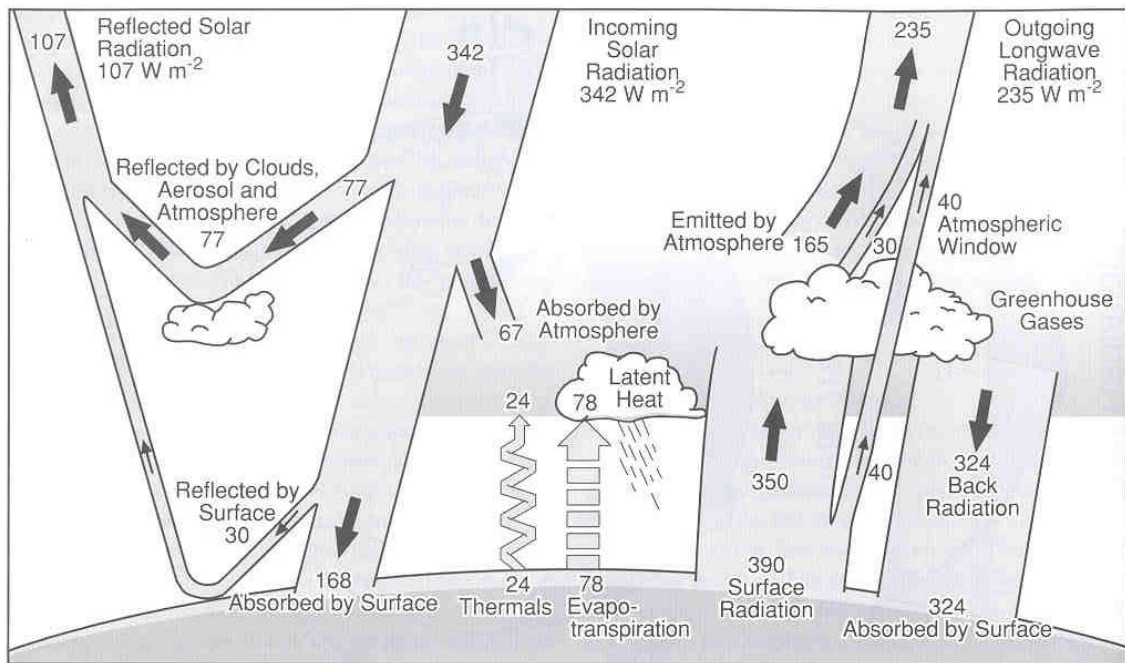 107
Reflected Solar
Radiation
107 W m-2
342
Incoming
Solar
Radiation
342 W m-2
235
Outgoing
Longwave
Radiation
235 W m-2
Reflected by Clouds,
Aerosol and
Atmosphere
77
77
Emitted by
Atmosphere
165
30
40
Atmospheric
Window
Greenhouse
Gases
67
Absorbed by
Atmosphere
Latent
Heat
24
78
350
40
324
Back
Radiation
Reflected by
Surface
30
168
Absorbed by Surface
24
Thermals
78
Evapo-
transpiration
390
Surface
Radiation
324
Absorbed by Surface